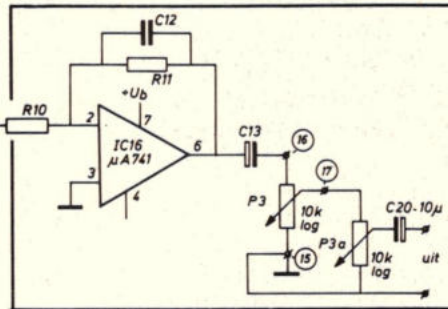 C12
R11
R10
+Ub
2
7
IC16
µA741
6
3
4
C13
16
17
P3
10k
log
C20-10µ
P3a
10k
log
15
uit